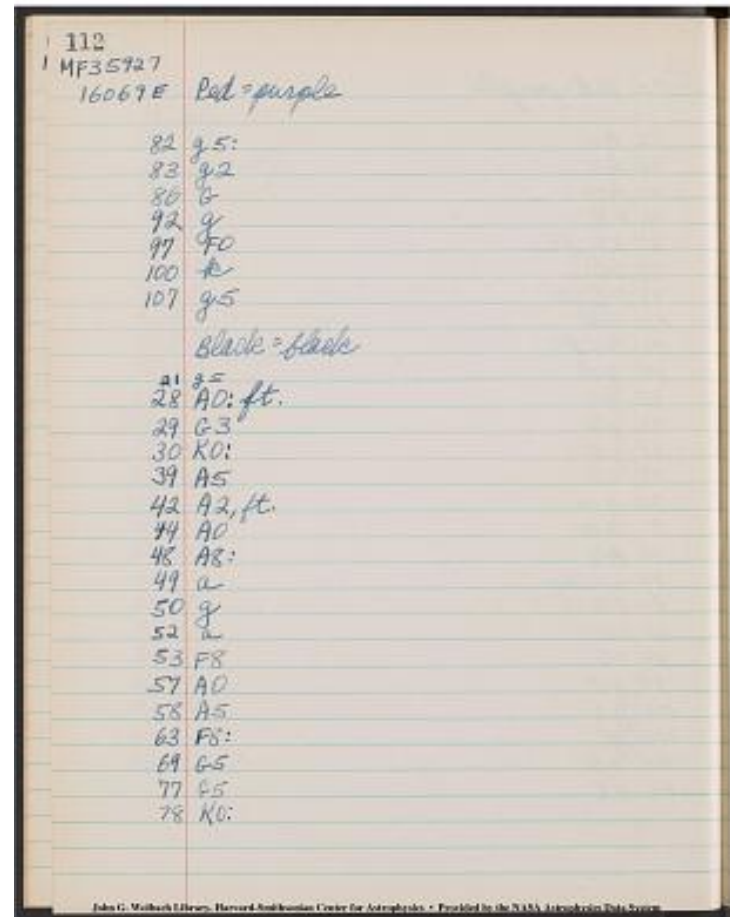 112
MF35927
16069E Red = purple
82 g5:
83 g2
86 G
92 g
97 F0
100 k
107 g5
Black = black
21 g5
28 A0: ft.
29 G3
30 K0:
39 A5
42 A2, ft.
44 A0
48 A8:
49 a
50 g
52 a
53 F8
57 A0
58 A5
63 F8:
69 G5
77 G5
78 K0:
John G. Wolbach Library, Harvard-Smithsonian Center for Astrophysics • Provided by the NASA Astrophysics Data System